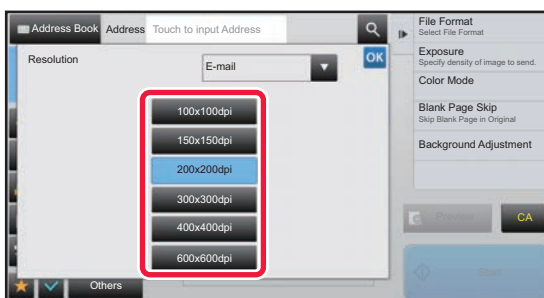 Address Book Address Touch to input Address
Resolution
E-mail
OK
100x100dpi
150x150dpi
200x200dpi
300x300dpi
400x400dpi
600x600dpi
Others
File Format
Select File Format
Exposure
Specify density of image to send.
Color Mode
Blank Page Skip
Skip Blank Page in Original
Background Adjustment
Preview
CA
Start